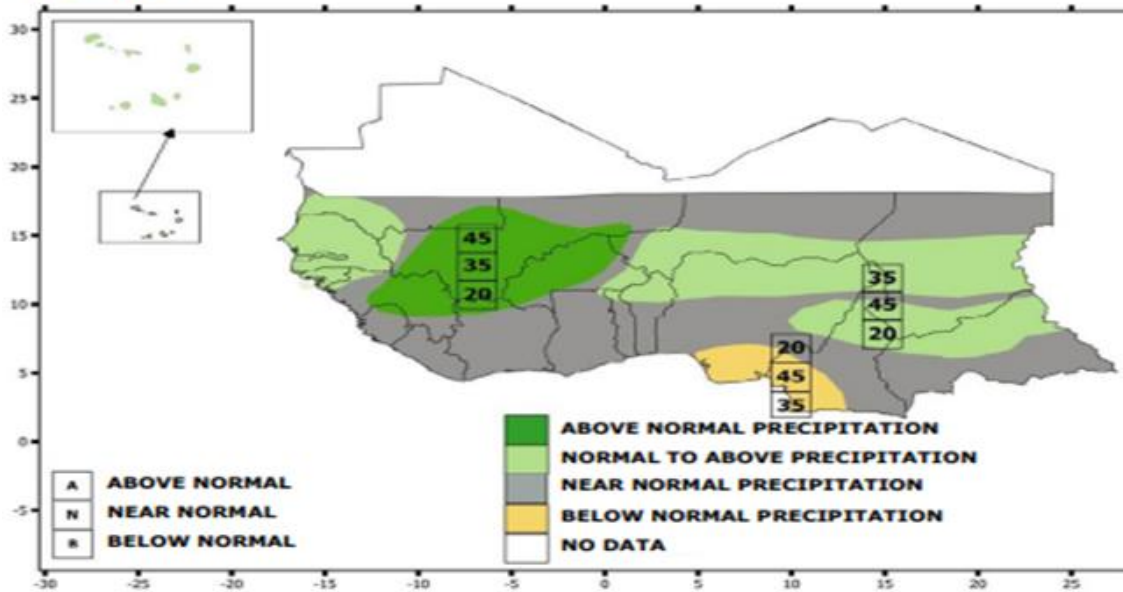 30
25
20
15
10
5
0
-5
45
35
20
35
45
20
20
45
35
ABOVE NORMAL PRECIPITATION
NORMAL TO ABOVE PRECIPITATION
NEAR NORMAL PRECIPITATION
BELOW NORMAL PRECIPITATION
NO DATA
A ABOVE NORMAL
N NEAR NORMAL
B BELOW NORMAL
-30 -25 -20 -15 -10 -5 0 5 10 15 20 25